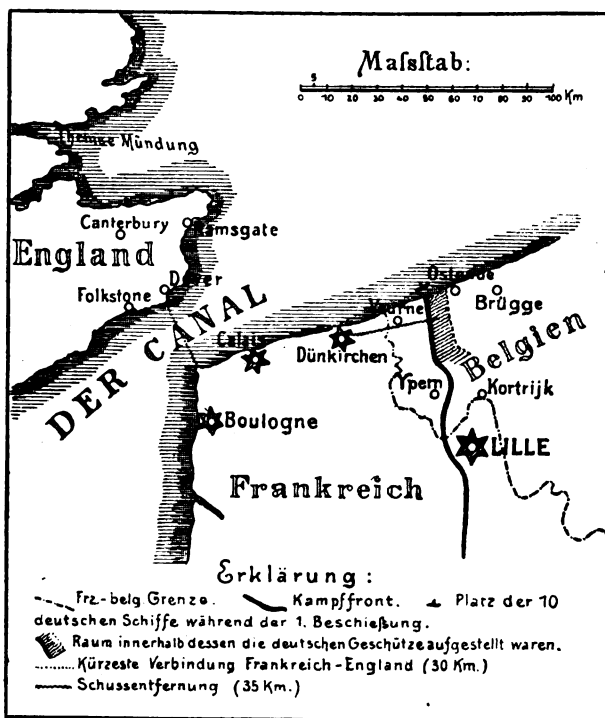 Maſsſtab:
5
0 10 20 30 40 50 60 70 80 90 100 Km
Themse Mündung
Canterbury
Ramsgate
England
Dover
Folkstone
DER CANAL
Ostende
Brügge
Veurne
Calais
Dünkirchen
Belgien
Ypern
Kortrijk
Boulogne
LILLE
Frankreich
Erklärung:
Frz-belg. Grenze. Kampffront. Platz der 10
deutschen Schiffe während der 1. Beschießung.
Raum innerhalb dessen die deutschen Geschütze aufgestellt waren.
Kürzeste Verbindung Frankreich-England (30 Km.)
Schussentfernung (35 Km.)